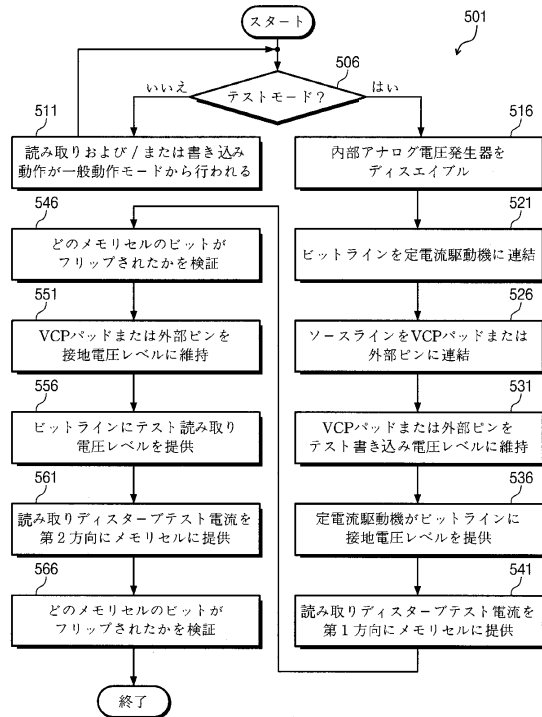 スタート
501
506
テストモード？
いいえ
はい
511
読み取りおよび/または書き込み
動作が一般動作モードから行われる
516
内部アナログ電圧発生器を
ディスエイブル
521
ビットラインを定電流駆動機に連結
526
ソースラインをVCPパッドまたは
外部ピンに連結
531
VCPパッドまたは外部ピンを
テスト書き込み電圧レベルに維持
536
定電流駆動機がビットラインに
接地電圧レベルを提供
541
読み取りディスターブテスト電流を
第1方向にメモリセルに提供
546
どのメモリセルのビットが
フリップされたかを検証
551
VCPパッドまたは外部ピンを
接地電圧レベルに維持
556
ビットラインにテスト読み取り
電圧レベルを提供
561
読み取りディスターブテスト電流を
第2方向にメモリセルに提供
566
どのメモリセルのビットが
フリップされたかを検証
終了